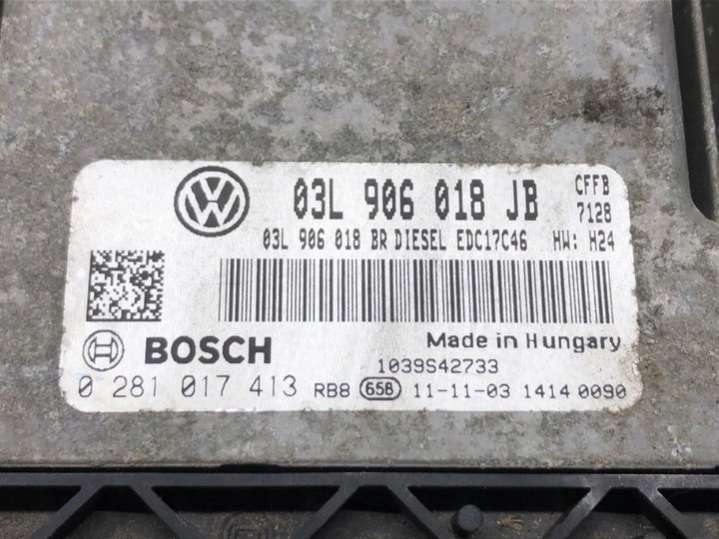 03L 906 018 JB CFFB
7128
03L 906 018 BR DIESEL EDC17C46 HW: H24
Made in Hungary
BOSCH
1039S42733
0 281 017 413 RB8 658 11-11-03 1414 0090